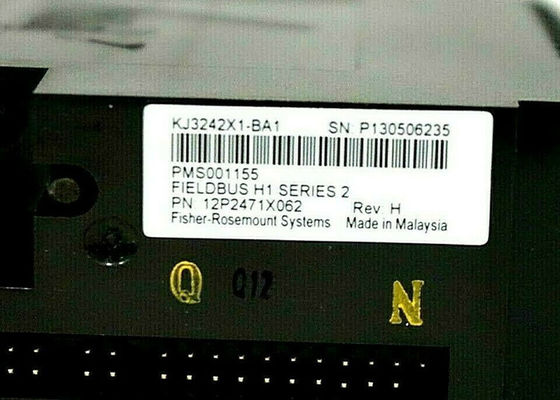 KJ3242X1-BA1 SN: P130506235
PMS001155
FIELDBUS H1 SERIES 2
PN 12P2471X062 Rev: H
Fisher-Rosemount Systems Made in Malaysia
Q Q12 N